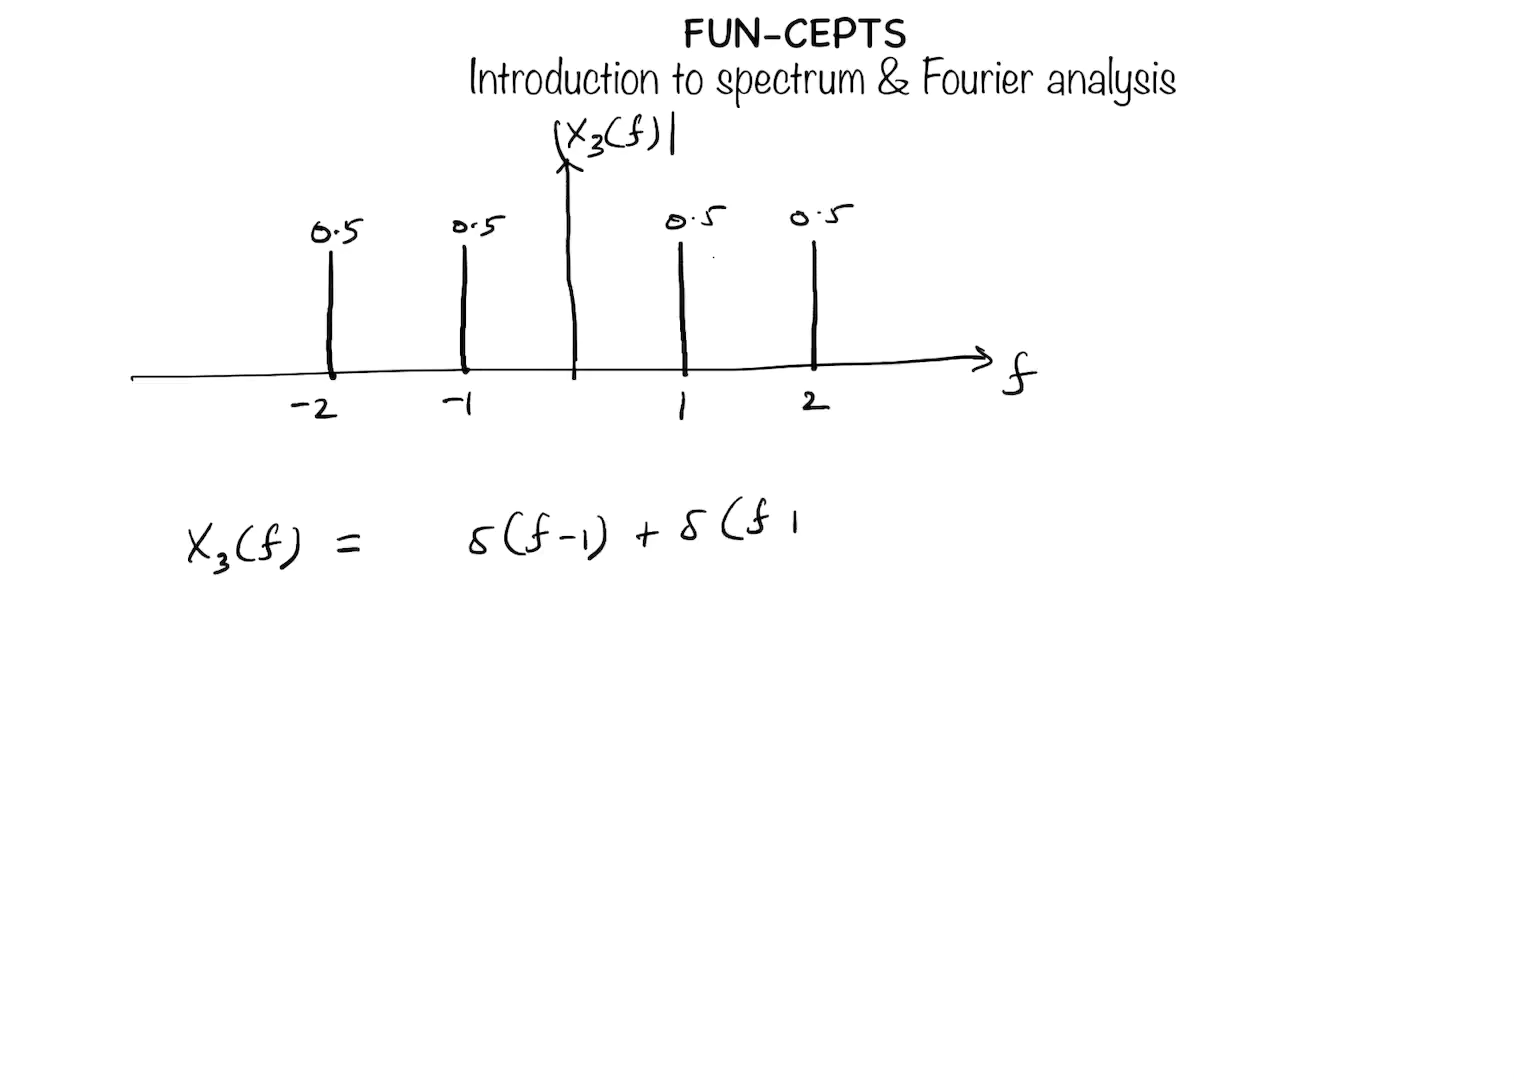 FUN-CEPTS
Introduction to spectrum & Fourier analysis
|X₃(f)|
0.5 0.5 0.5 0.5
f
-2 -1 1 2
X₃(f) = δ(f-1) + δ(f ı